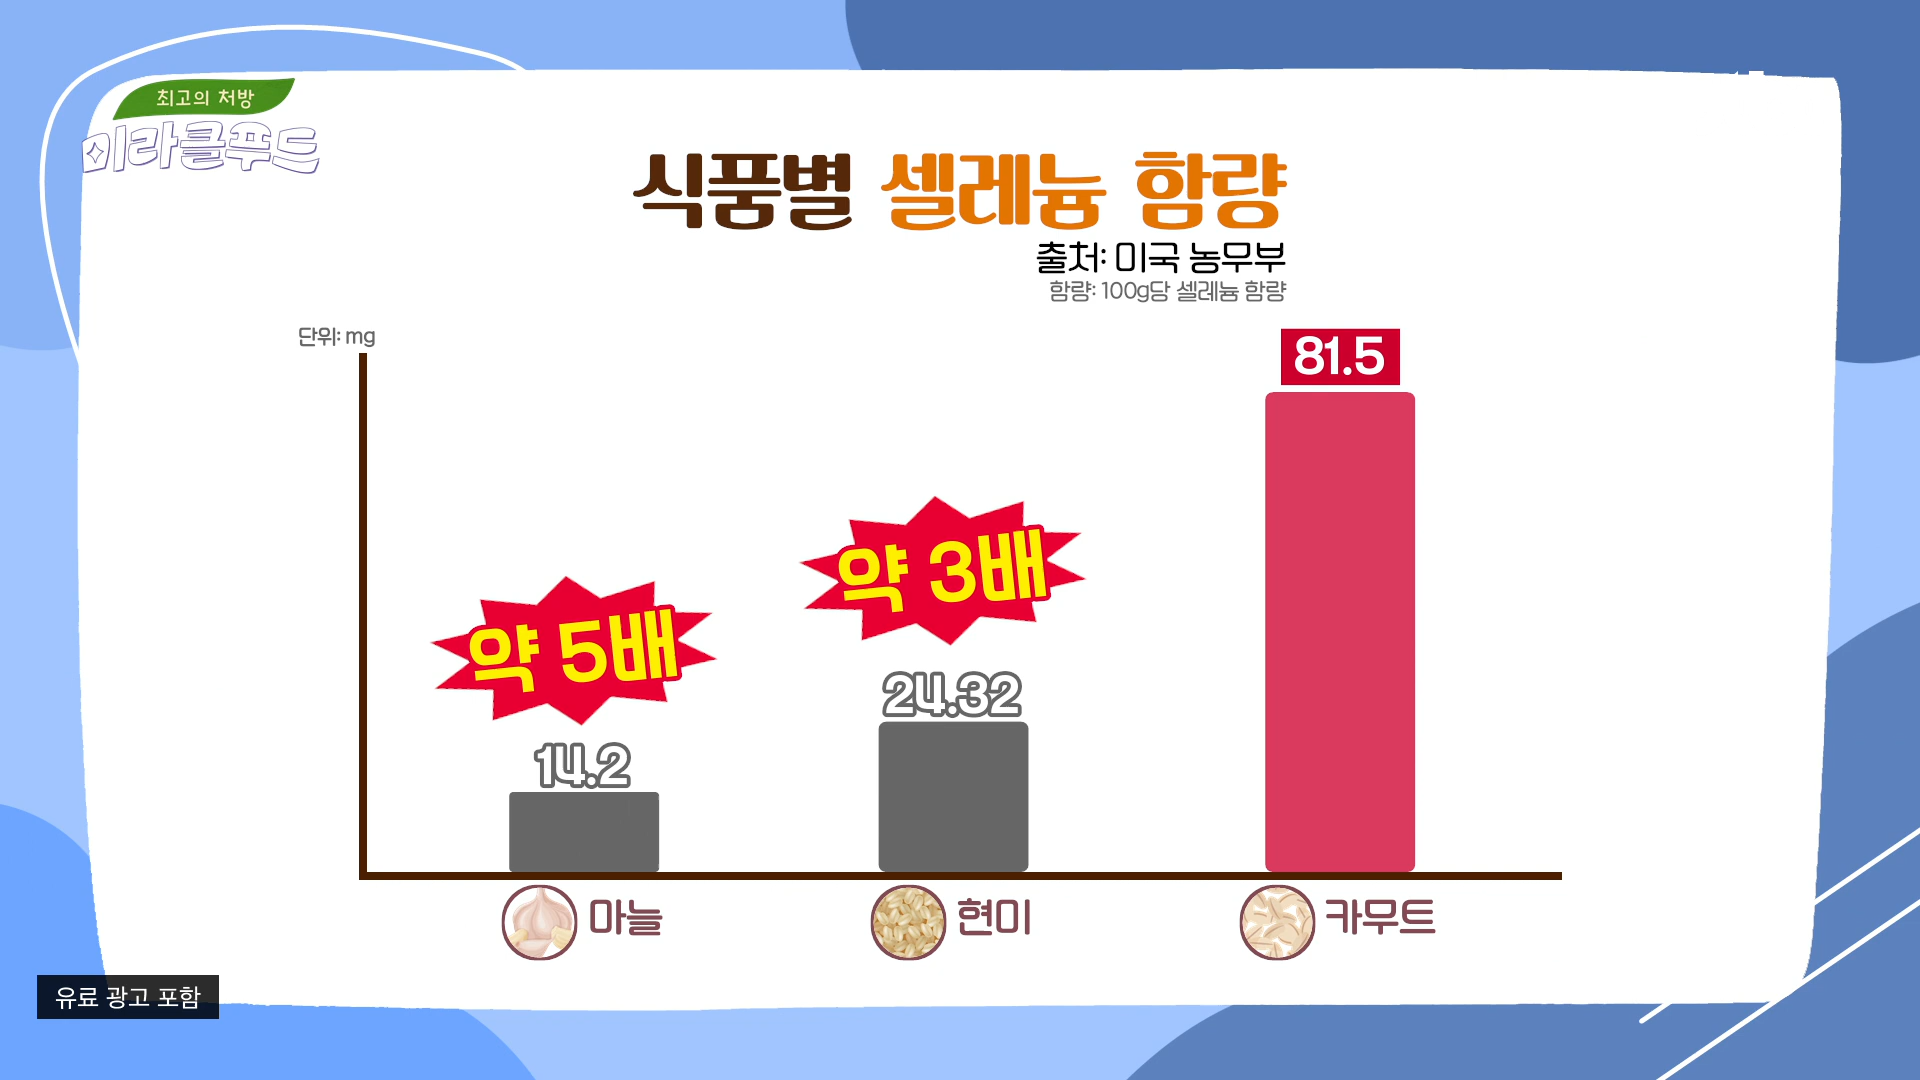 최고의 처방
미라클푸드
식품별 셀레늄 함량
출처: 미국 농무부
함량: 100g당 셀레늄 함량
단위: mg
81.5
약 3배
약 5배
24.32
14.2
마늘
현미
카무트
유료 광고 포함